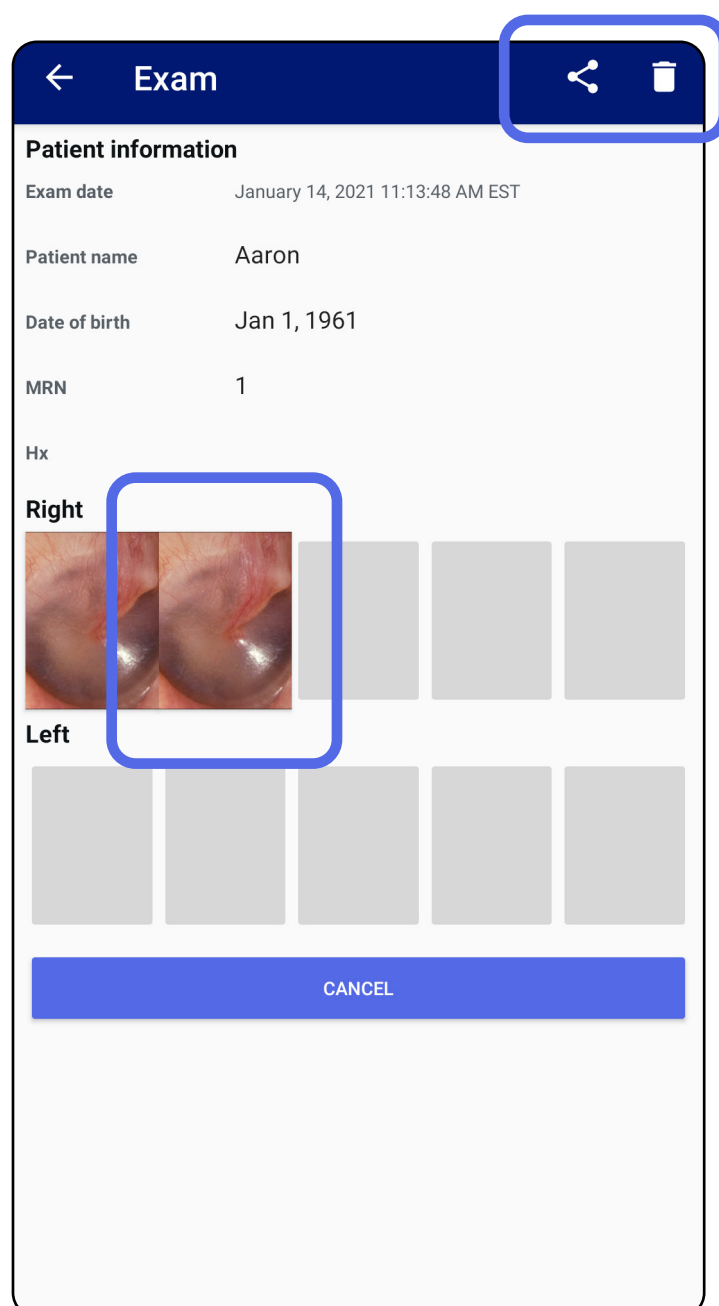 Exam
Patient information
Exam date January 14, 2021 11:13:48 AM EST
Patient name Aaron
Date of birth Jan 1, 1961
MRN 1
Hx
Right
Left
CANCEL